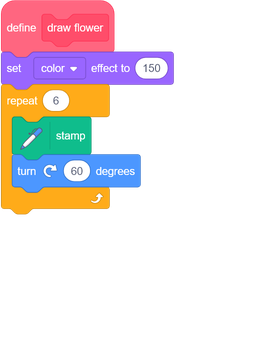 define draw flower
set color effect to 150
repeat 6
stamp
turn 60 degrees